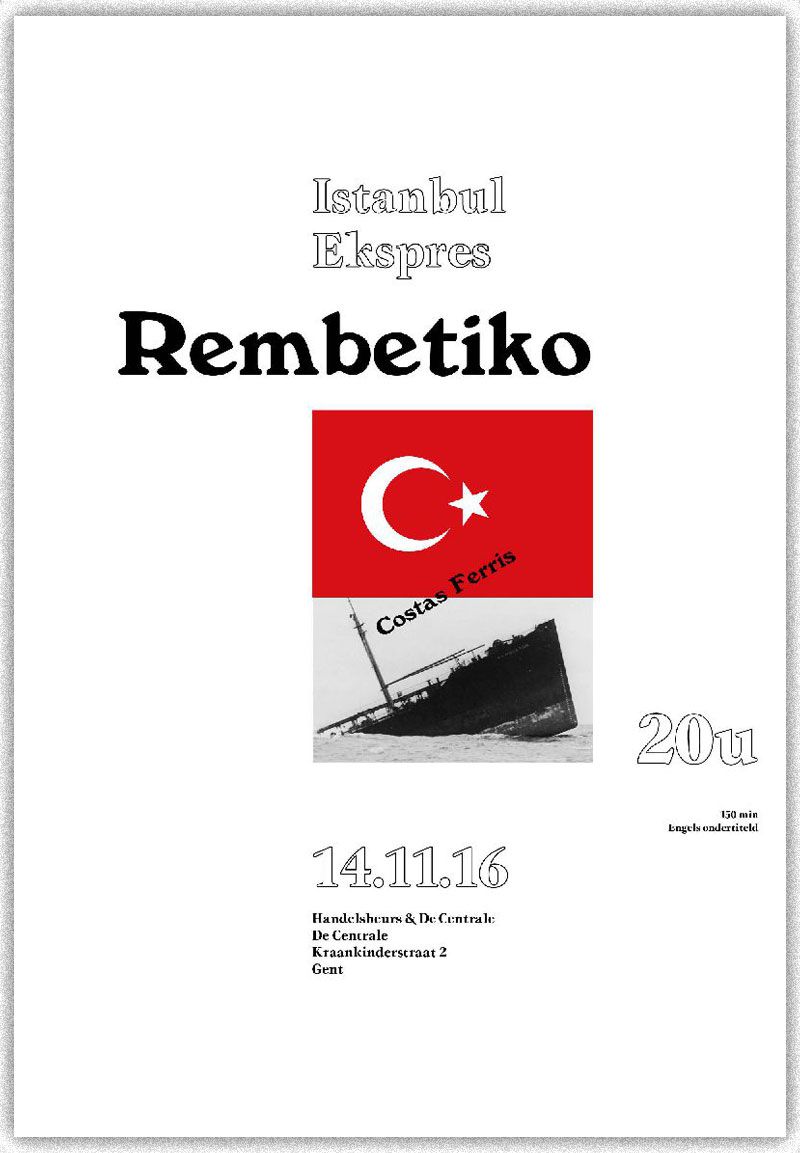 Istanbul
Ekspres
Rembetiko
Costas Ferris
20u
150 min
Engels ondertiteld
14.11.16
Handelsbeurs & De Centrale
De Centrale
Kraankinderstraat 2
Gent